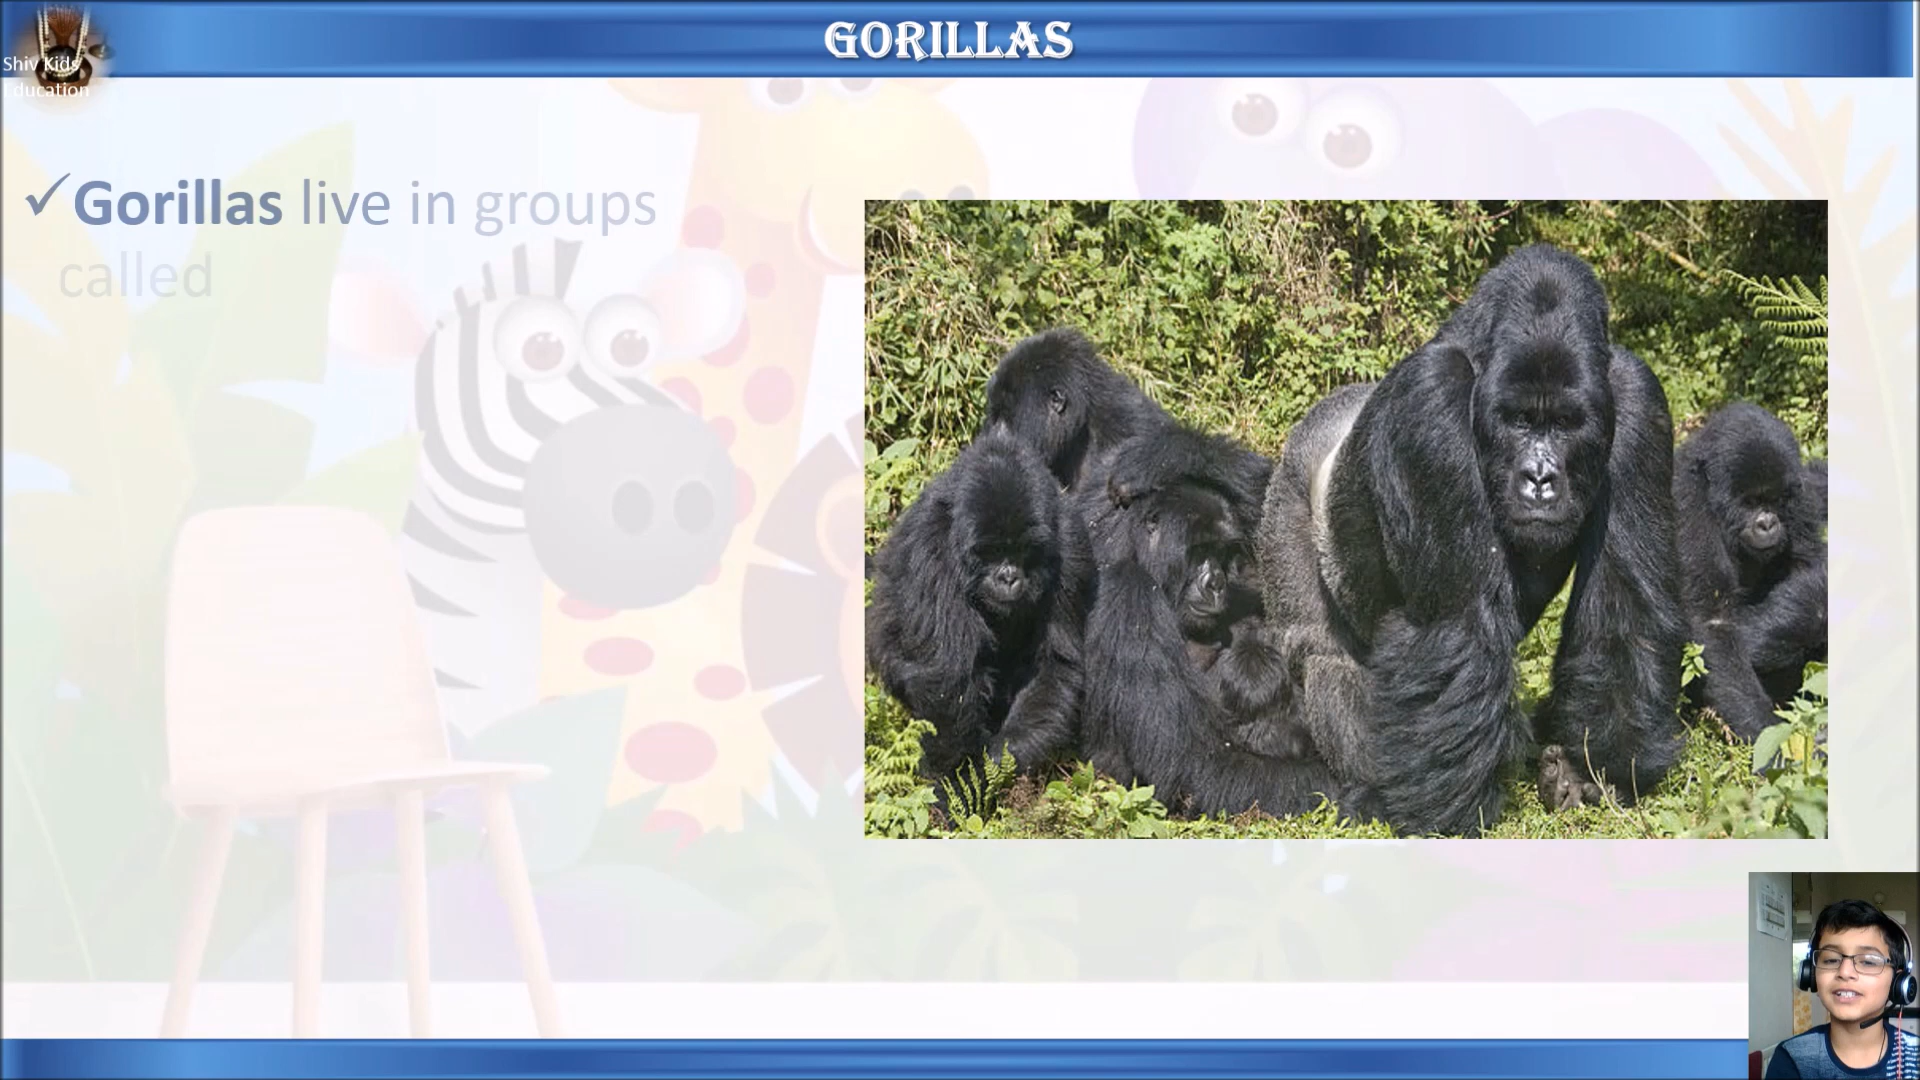 GORILLAS
Shiv Kids
Education
✓Gorillas live in groups
called